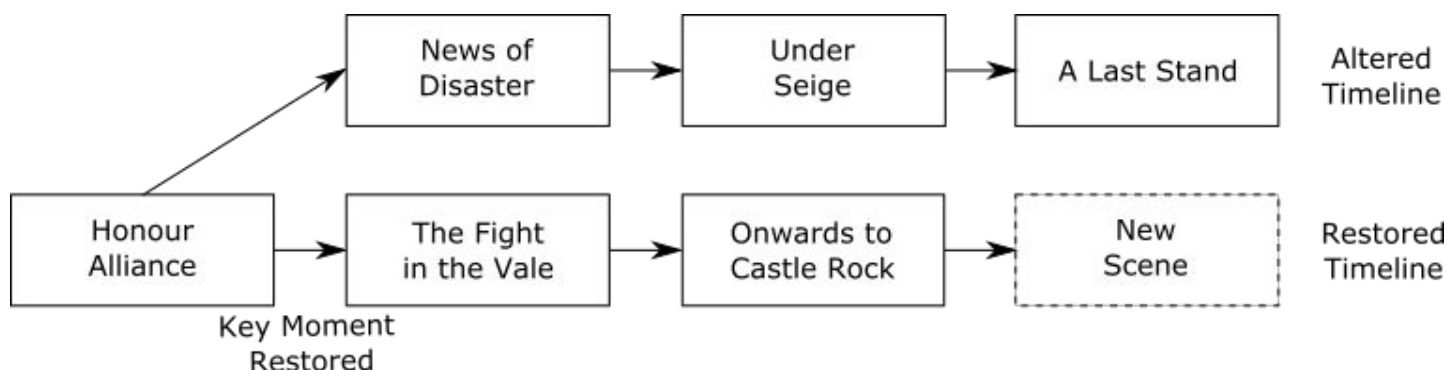 News of
Disaster
Under
Seige
A Last Stand
Altered
Timeline
Honour
Alliance
The Fight
in the Vale
Onwards to
Castle Rock
New
Scene
Restored
Timeline
Key Moment
Restored